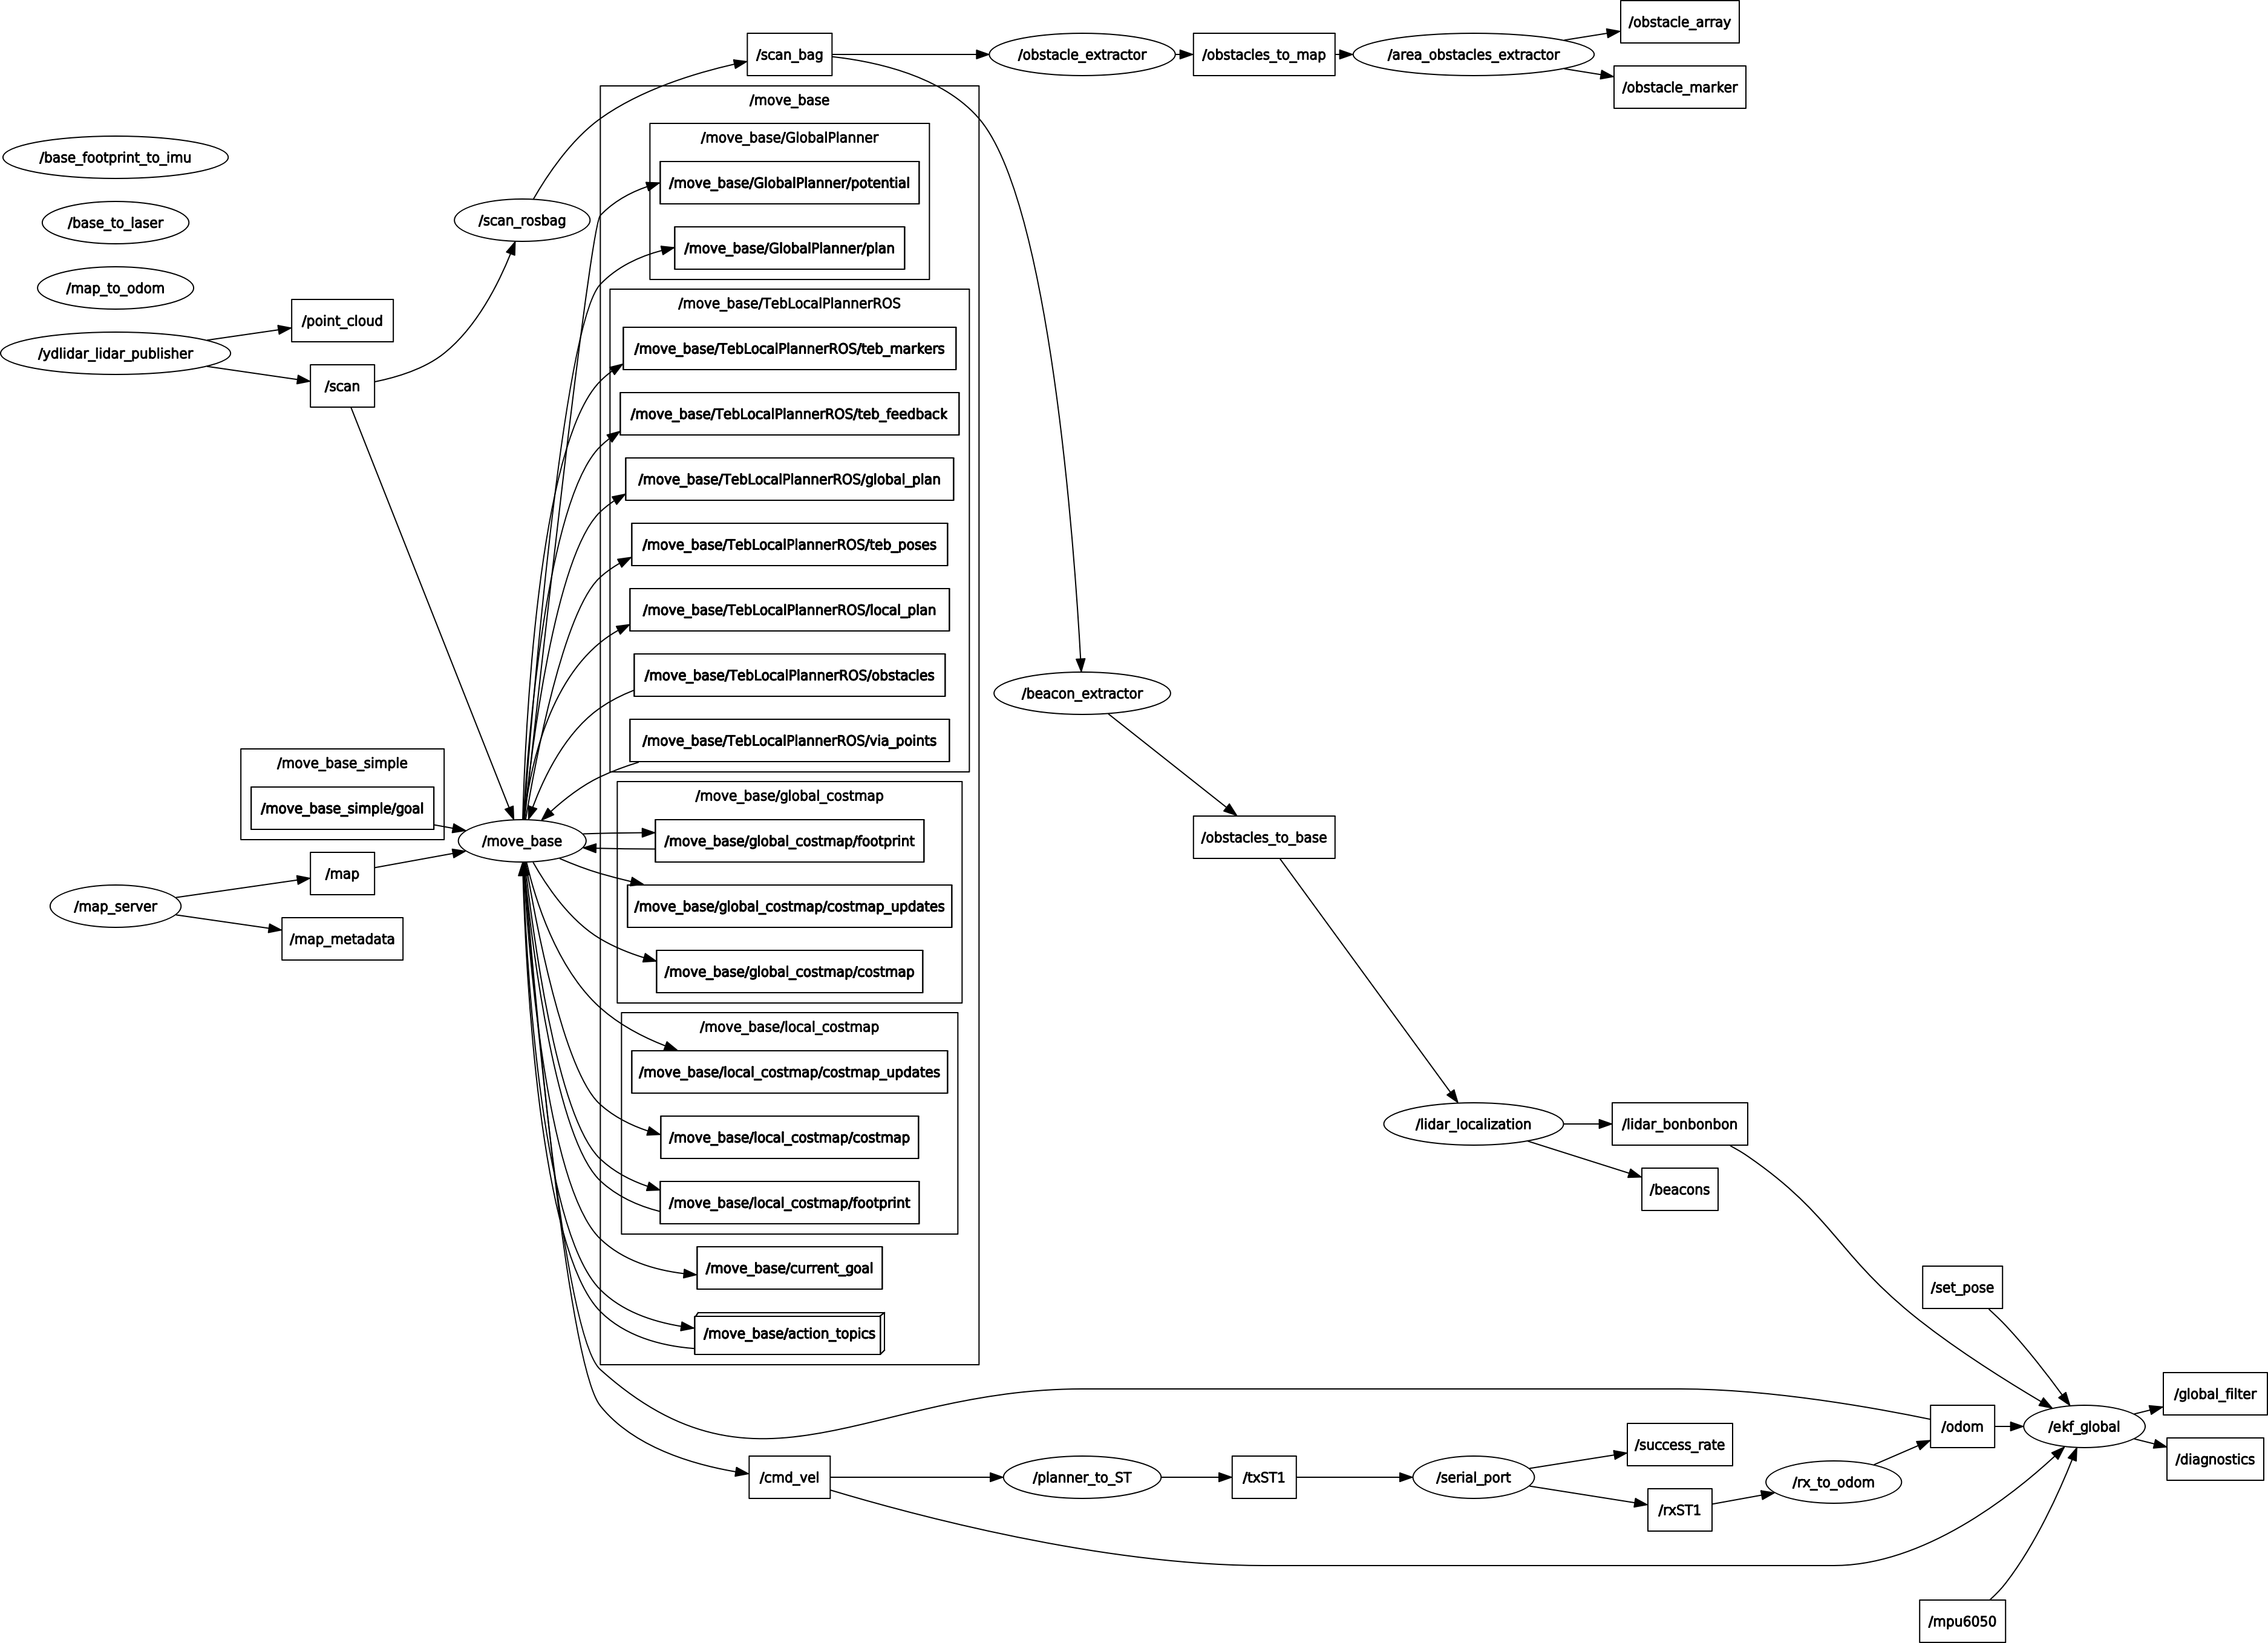 /obstacle_array
/scan_bag
/obstacle_extractor
/obstacles_to_map
/area_obstacles_extractor
/obstacle_marker
/move_base
/move_base/GlobalPlanner
/base_footprint_to_imu
/move_base/GlobalPlanner/potential
/base_to_laser
/scan_rosbag
/move_base/GlobalPlanner/plan
/map_to_odom
/move_base/TebLocalPlannerROS
/point_cloud
/ydlidar_lidar_publisher
/move_base/TebLocalPlannerROS/teb_markers
/scan
/move_base/TebLocalPlannerROS/teb_feedback
/move_base/TebLocalPlannerROS/global_plan
/move_base/TebLocalPlannerROS/teb_poses
/move_base/TebLocalPlannerROS/local_plan
/move_base/TebLocalPlannerROS/obstacles
/beacon_extractor
/move_base/TebLocalPlannerROS/via_points
/move_base_simple
/move_base/global_costmap
/move_base_simple/goal
/move_base
/move_base/global_costmap/footprint
/obstacles_to_base
/map
/map_server
/move_base/global_costmap/costmap_updates
/map_metadata
/move_base/global_costmap/costmap
/move_base/local_costmap
/move_base/local_costmap/costmap_updates
/move_base/local_costmap/costmap
/lidar_localization
/lidar_bonbonbon
/move_base/local_costmap/footprint
/beacons
/move_base/current_goal
/set_pose
/move_base/action_topics
/global_filter
/odom
/ekf_global
/success_rate
/diagnostics
/cmd_vel
/planner_to_ST
/txST1
/serial_port
/rx_to_odom
/rxST1
/mpu6050